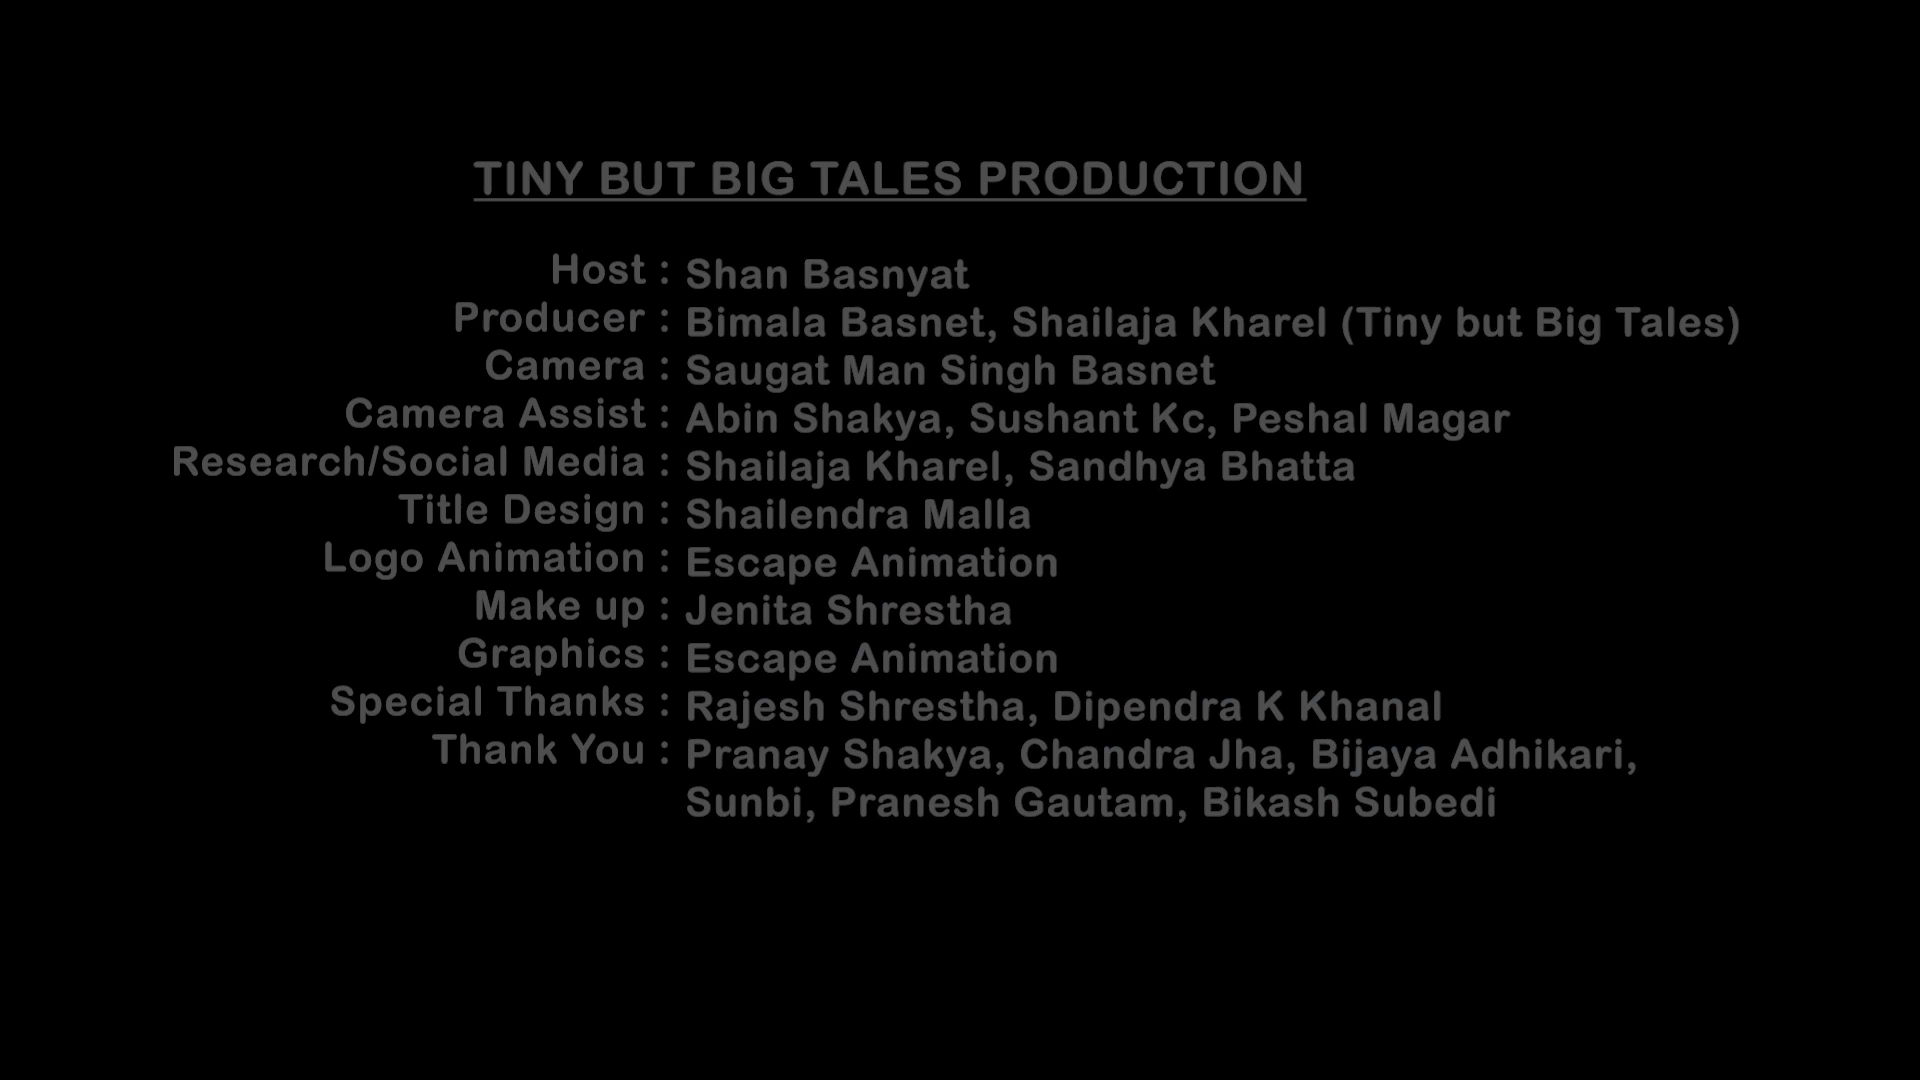 TINY BUT BIG TALES PRODUCTION
Host : Shan Basnyat
Producer : Bimala Basnet, Shailaja Kharel (Tiny but Big Tales)
Camera : Saugat Man Singh Basnet
Camera Assist : Abin Shakya, Sushant Kc, Peshal Magar
Research/Social Media : Shailaja Kharel, Sandhya Bhatta
Title Design : Shailendra Malla
Logo Animation : Escape Animation
Make up : Jenita Shrestha
Graphics : Escape Animation
Special Thanks : Rajesh Shrestha, Dipendra K Khanal
Thank You : Pranay Shakya, Chandra Jha, Bijaya Adhikari,
Sunbi, Pranesh Gautam, Bikash Subedi